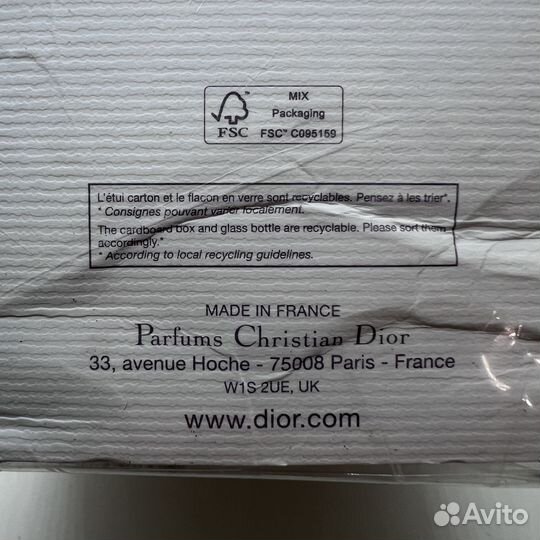 FSC
MIX
Packaging
FSC™ C095159
L'étui carton et le flacon en verre sont recyclables. Pensez à les trier*.
* Consignes pouvant varier localement.
The cardboard box and glass bottle are recyclable. Please sort them
accordingly.*
* According to local recycling guidelines.
MADE IN FRANCE
Parfums Christian Dior
33, avenue Hoche - 75008 Paris - France
W1S 2UE, UK
www.dior.com
Avito